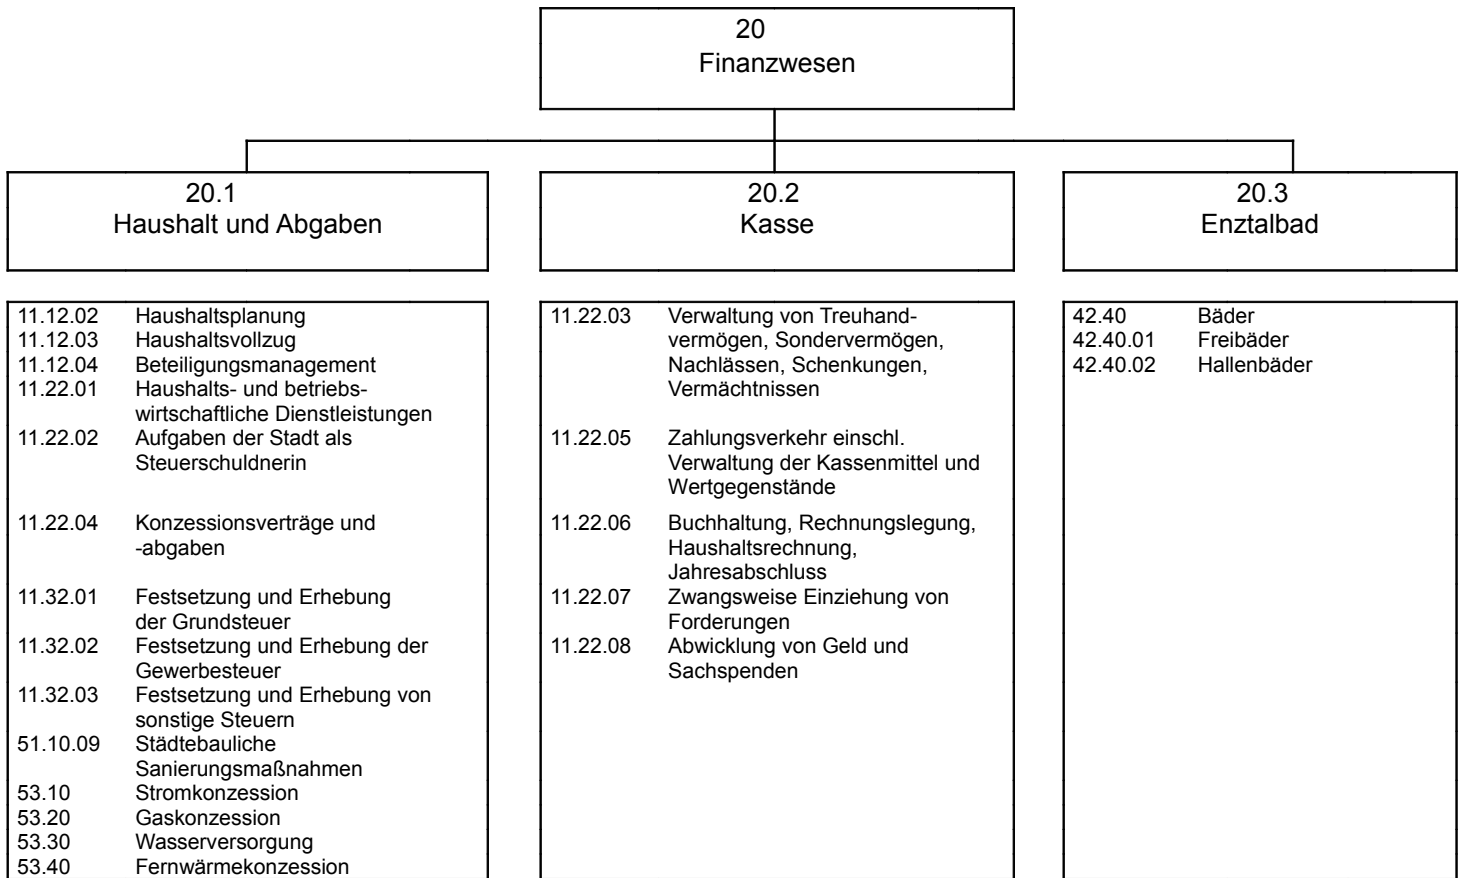 20
Finanzwesen
20.1
Haushalt und Abgaben
20.2
Kasse
20.3
Enztalbad
11.12.02 Haushaltsplanung
11.12.03 Haushaltsvollzug
11.12.04 Beteiligungsmanagement
11.22.01 Haushalts- und betriebs-
wirtschaftliche Dienstleistungen
11.22.02 Aufgaben der Stadt als
Steuerschuldnerin
11.22.04 Konzessionsverträge und
-abgaben
11.32.01 Festsetzung und Erhebung
der Grundsteuer
11.32.02 Festsetzung und Erhebung der
Gewerbesteuer
11.32.03 Festsetzung und Erhebung von
sonstige Steuern
51.10.09 Städtebauliche
Sanierungsmaßnahmen
53.10 Stromkonzession
53.20 Gaskonzession
53.30 Wasserversorgung
53.40 Fernwärmekonzession
11.22.03 Verwaltung von Treuhand-
vermögen, Sondervermögen,
Nachlässen, Schenkungen,
Vermächtnissen
11.22.05 Zahlungsverkehr einschl.
Verwaltung der Kassenmittel und
Wertgegenstände
11.22.06 Buchhaltung, Rechnungslegung,
Haushaltsrechnung,
Jahresabschluss
11.22.07 Zwangsweise Einziehung von
Forderungen
11.22.08 Abwicklung von Geld und
Sachspenden
42.40 Bäder
42.40.01 Freibäder
42.40.02 Hallenbäder